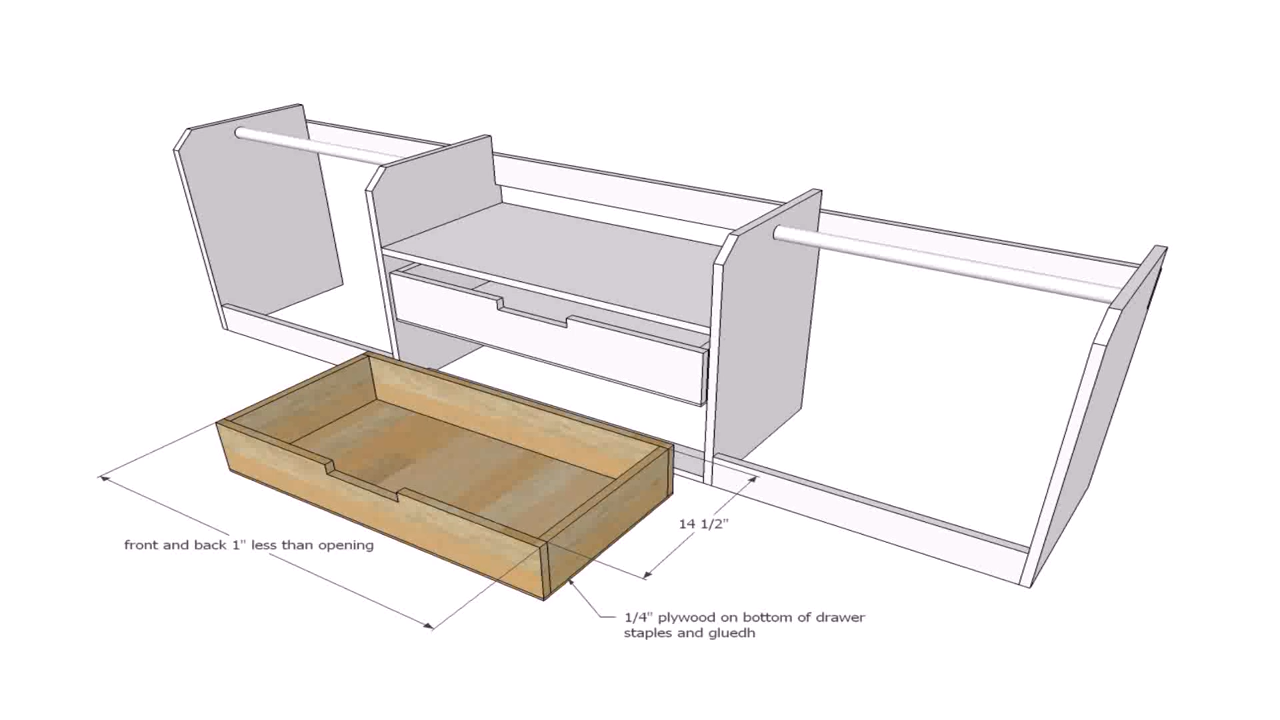 14 1/2"
front and back 1" less than opening
1/4" plywood on bottom of drawer
staples and gluedh